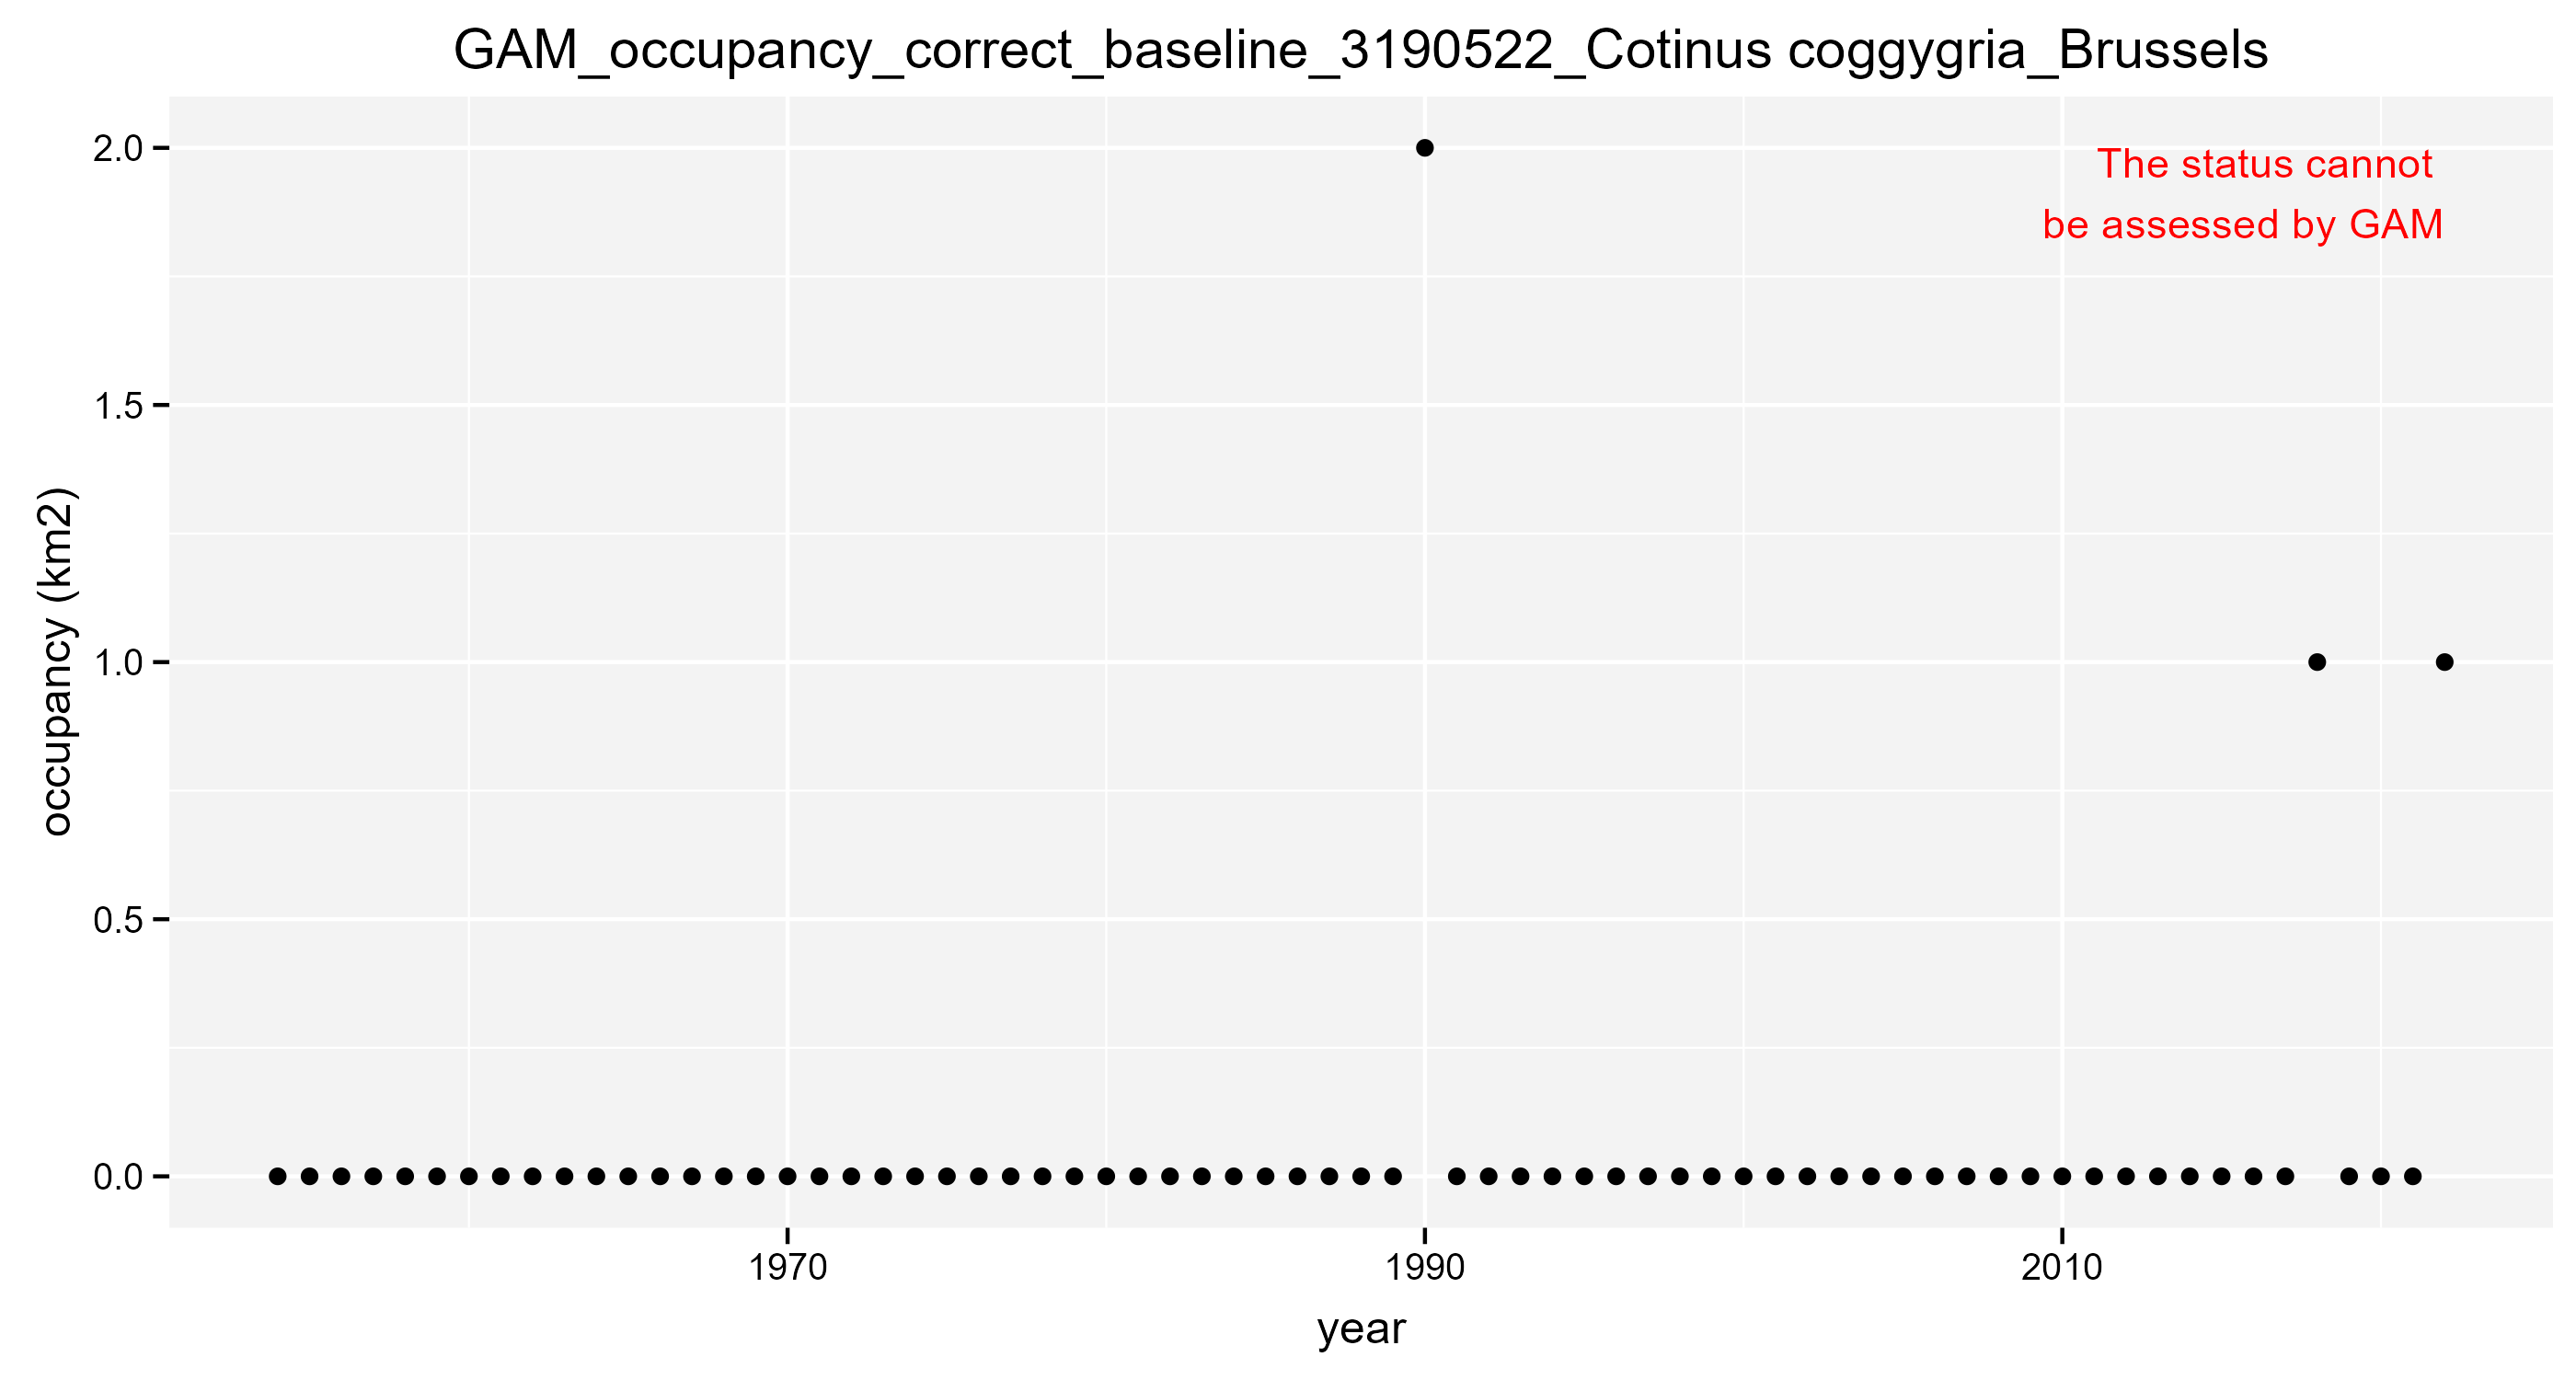 GAM_occupancy_correct_baseline_3190522_Cotinus coggygria_Brussels
The status cannot
be assessed by GAM
occupancy (km2)
2.0
1.5
1.0
0.5
0.0
1970
1990
2010
year